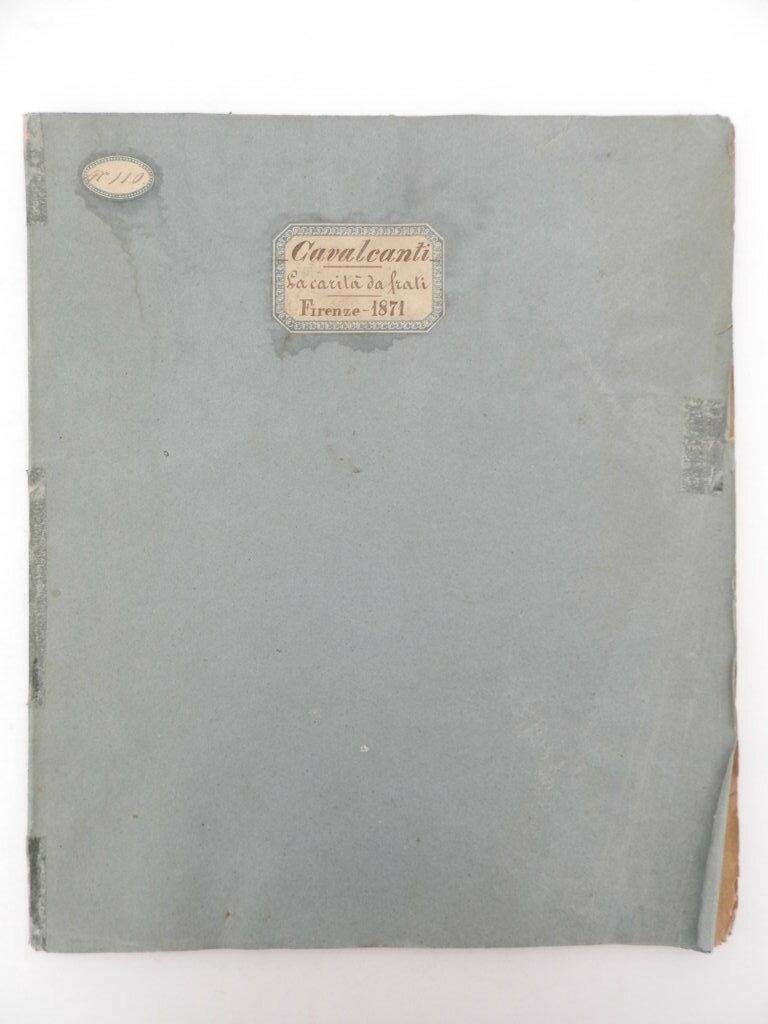 N° 110
Cavalcanti
La carità da frati
Firenze - 1871